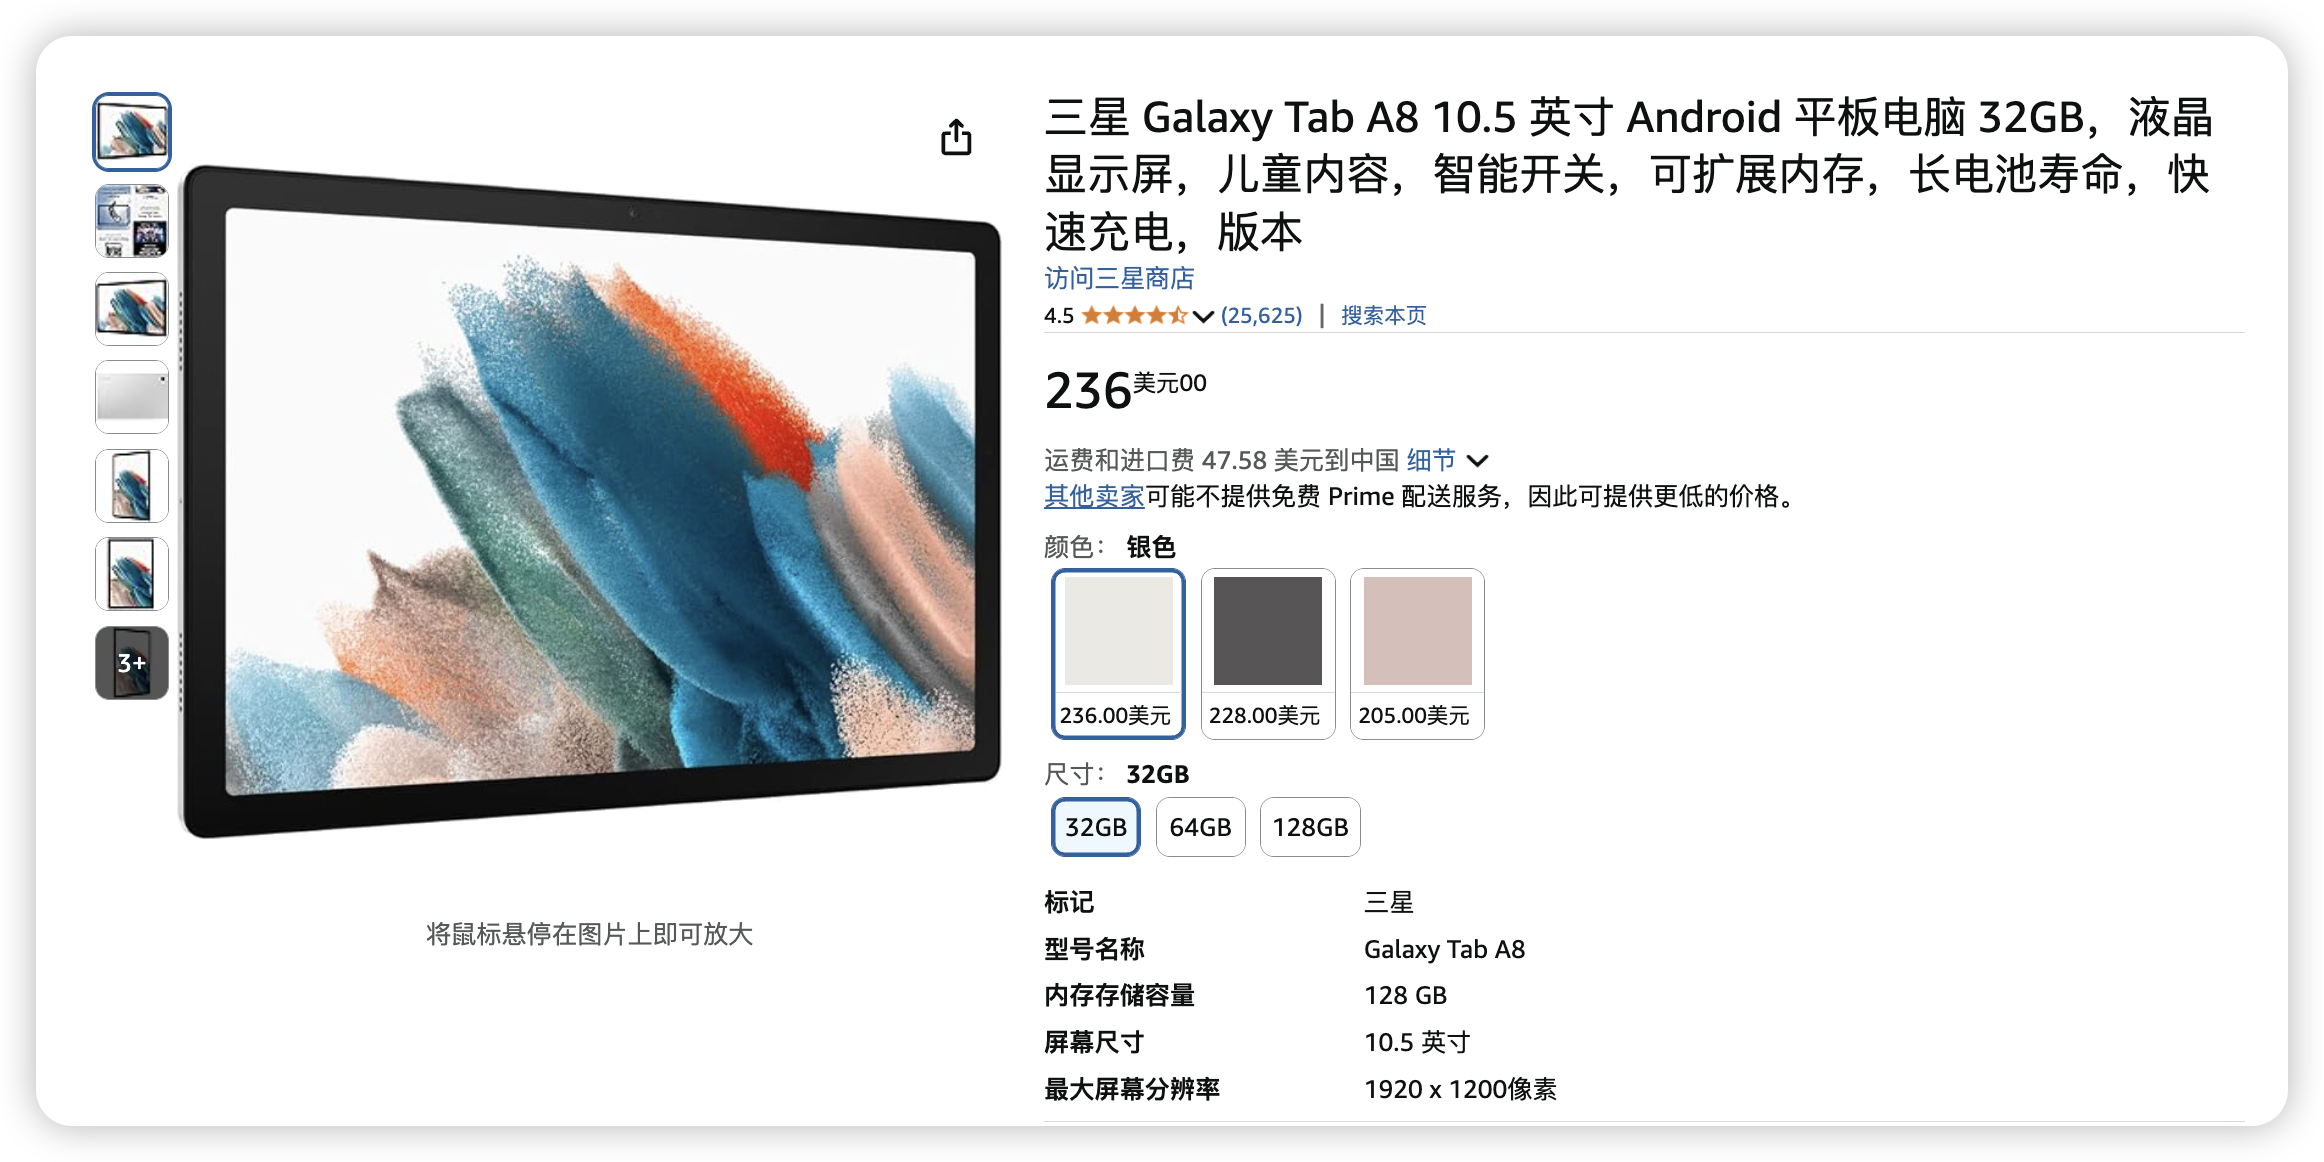 三星 Galaxy Tab A8 10.5 英寸 Android 平板电脑 32GB，液晶
显示屏，儿童内容，智能开关，可扩展内存，长电池寿命，快
速充电，版本
访问三星商店
4.5 (25,625) | 搜索本页
236美元00
运费和进口费 47.58 美元到中国 细节
其他卖家可能不提供免费 Prime 配送服务，因此可提供更低的价格。
颜色： 银色
236.00美元 228.00美元 205.00美元
尺寸： 32GB
32GB 64GB 128GB
标记 三星
型号名称 Galaxy Tab A8
内存存储容量 128 GB
屏幕尺寸 10.5 英寸
最大屏幕分辨率 1920 x 1200像素
3+
将鼠标悬停在图片上即可放大